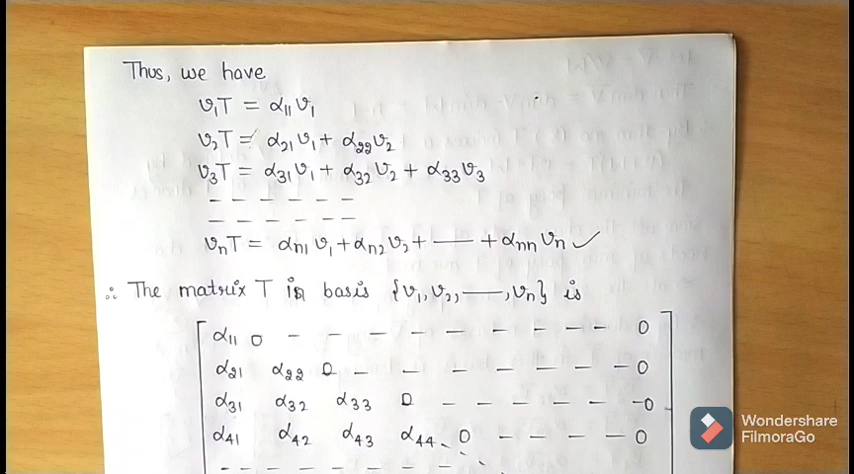 Thus, we have
v₁T = α₁₁v₁
v₂T = α₂₁v₁ + α₂₂v₂
v₃T = α₃₁v₁ + α₃₂v₂ + α₃₃v₃
– – – – – –
– – – – – –
vₙT = αₙ₁v₁ + αₙ₂v₂ + —— + αₙₙvₙ ✓
∴ The matrix T in basis {v₁, v₂, ——, vₙ} is
α₁₁ 0 – – – – – – – – – 0
α₂₁ α₂₂ 0 – – – – – – – – 0
α₃₁ α₃₂ α₃₃ 0 – – – – – – 0
α₄₁ α₄₂ α₄₃ α₄₄ 0 – – – – 0
– – – – – – – –
Wondershare
FilmoraGo